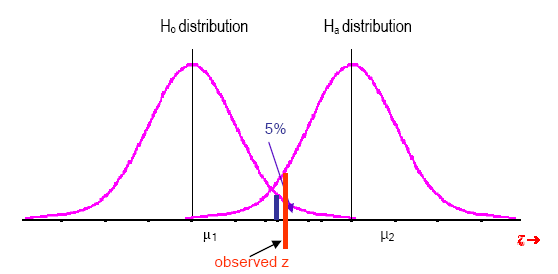 H₀ distribution
Hₐ distribution
5%
μ₁
μ₂
τ→
observed z